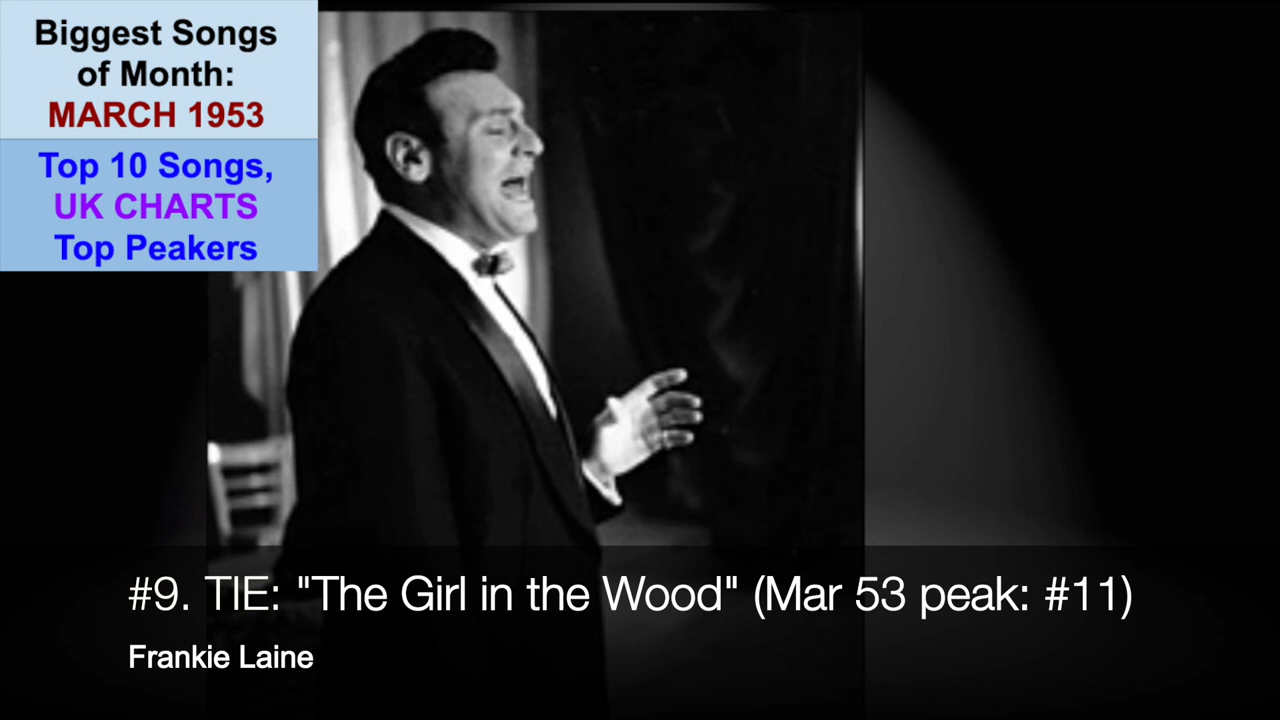 Biggest Songs
of Month:
MARCH 1953
Top 10 Songs,
UK CHARTS
Top Peakers
#9. TIE: "The Girl in the Wood" (Mar 53 peak: #11)
Frankie Laine